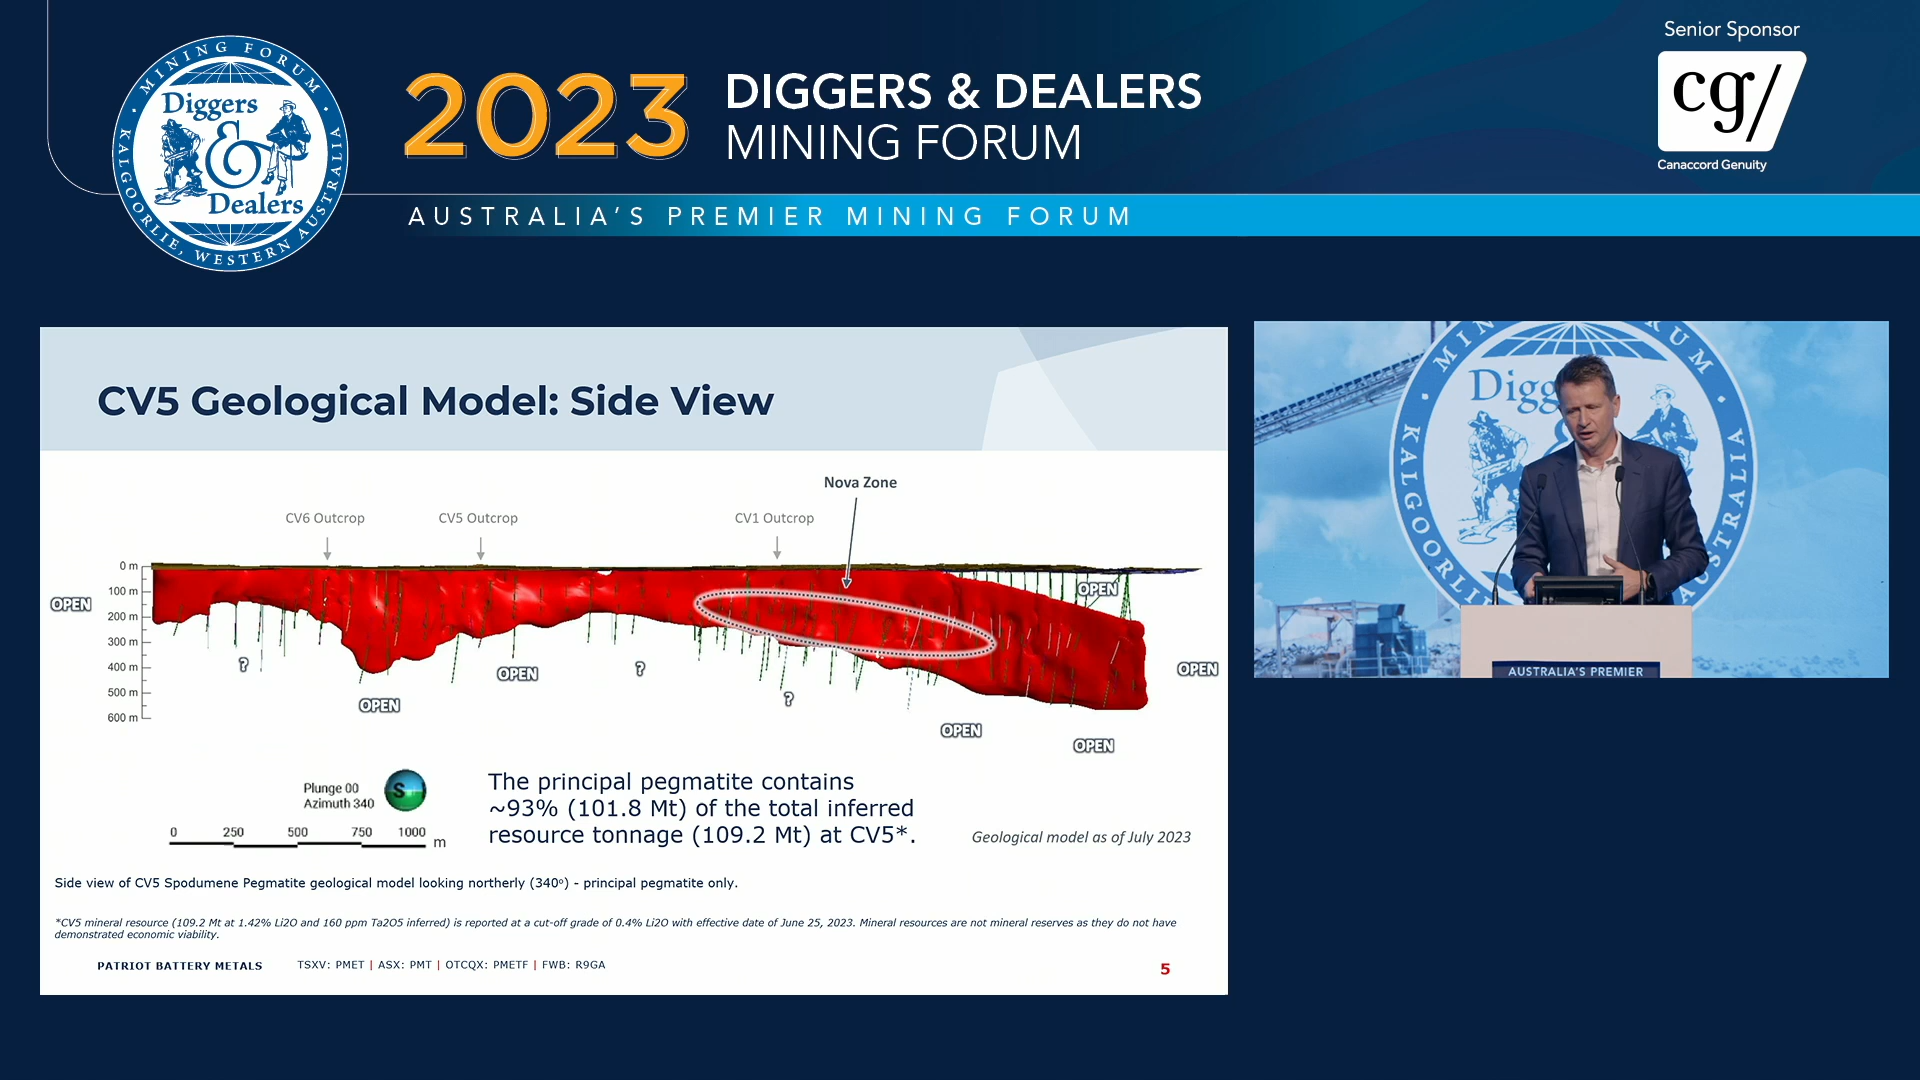 MINING FORUM
Diggers
&
Dealers
KALGOORLIE, WESTERN AUSTRALIA
2023
DIGGERS & DEALERS
MINING FORUM
AUSTRALIA'S PREMIER MINING FORUM
Senior Sponsor
cg/
Canaccord Genuity
CV5 Geological Model: Side View
Nova Zone
CV6 Outcrop
CV5 Outcrop
CV1 Outcrop
0 m
100 m
200 m
300 m
400 m
500 m
600 m
OPEN
?
OPEN
OPEN
?
?
OPEN
OPEN
OPEN
OPEN
Plunge 00
Azimuth 340
S
0 250 500 750 1000 m
The principal pegmatite contains
~93% (101.8 Mt) of the total inferred
resource tonnage (109.2 Mt) at CV5*.
Geological model as of July 2023
Side view of CV5 Spodumene Pegmatite geological model looking northerly (340º) - principal pegmatite only.
*CV5 mineral resource (109.2 Mt at 1.42% Li2O and 160 ppm Ta2O5 inferred) is reported at a cut-off grade of 0.4% Li2O with effective date of June 25, 2023. Mineral resources are not mineral reserves as they do not have
demonstrated economic viability.
PATRIOT BATTERY METALS
TSXV: PMET | ASX: PMT | OTCQX: PMETF | FWB: R9GA
5
Digg
KALGOORLI
AUSTRALIA'S PREMIER